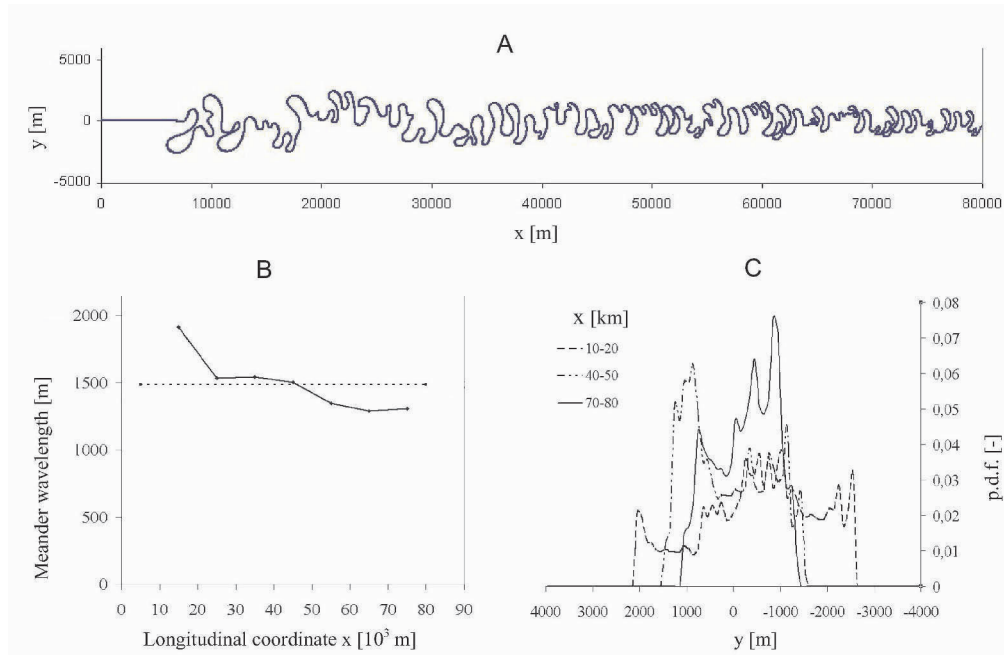 A
5000
0
-5000
y [m]
0
10000
20000
30000
40000
50000
60000
70000
80000
x [m]
B
2000
1500
1000
500
0
Meander wavelength [m]
0 10 20 30 40 50 60 70 80 90
Longitudinal coordinate x [10³ m]
C
x [km]
10-20
40-50
70-80
0,08
0,07
0,06
0,05
0,04
0,03
0,02
0,01
0
p.d.f. [-]
4000 3000 2000 1000 0 -1000 -2000 -3000 -4000
y [m]